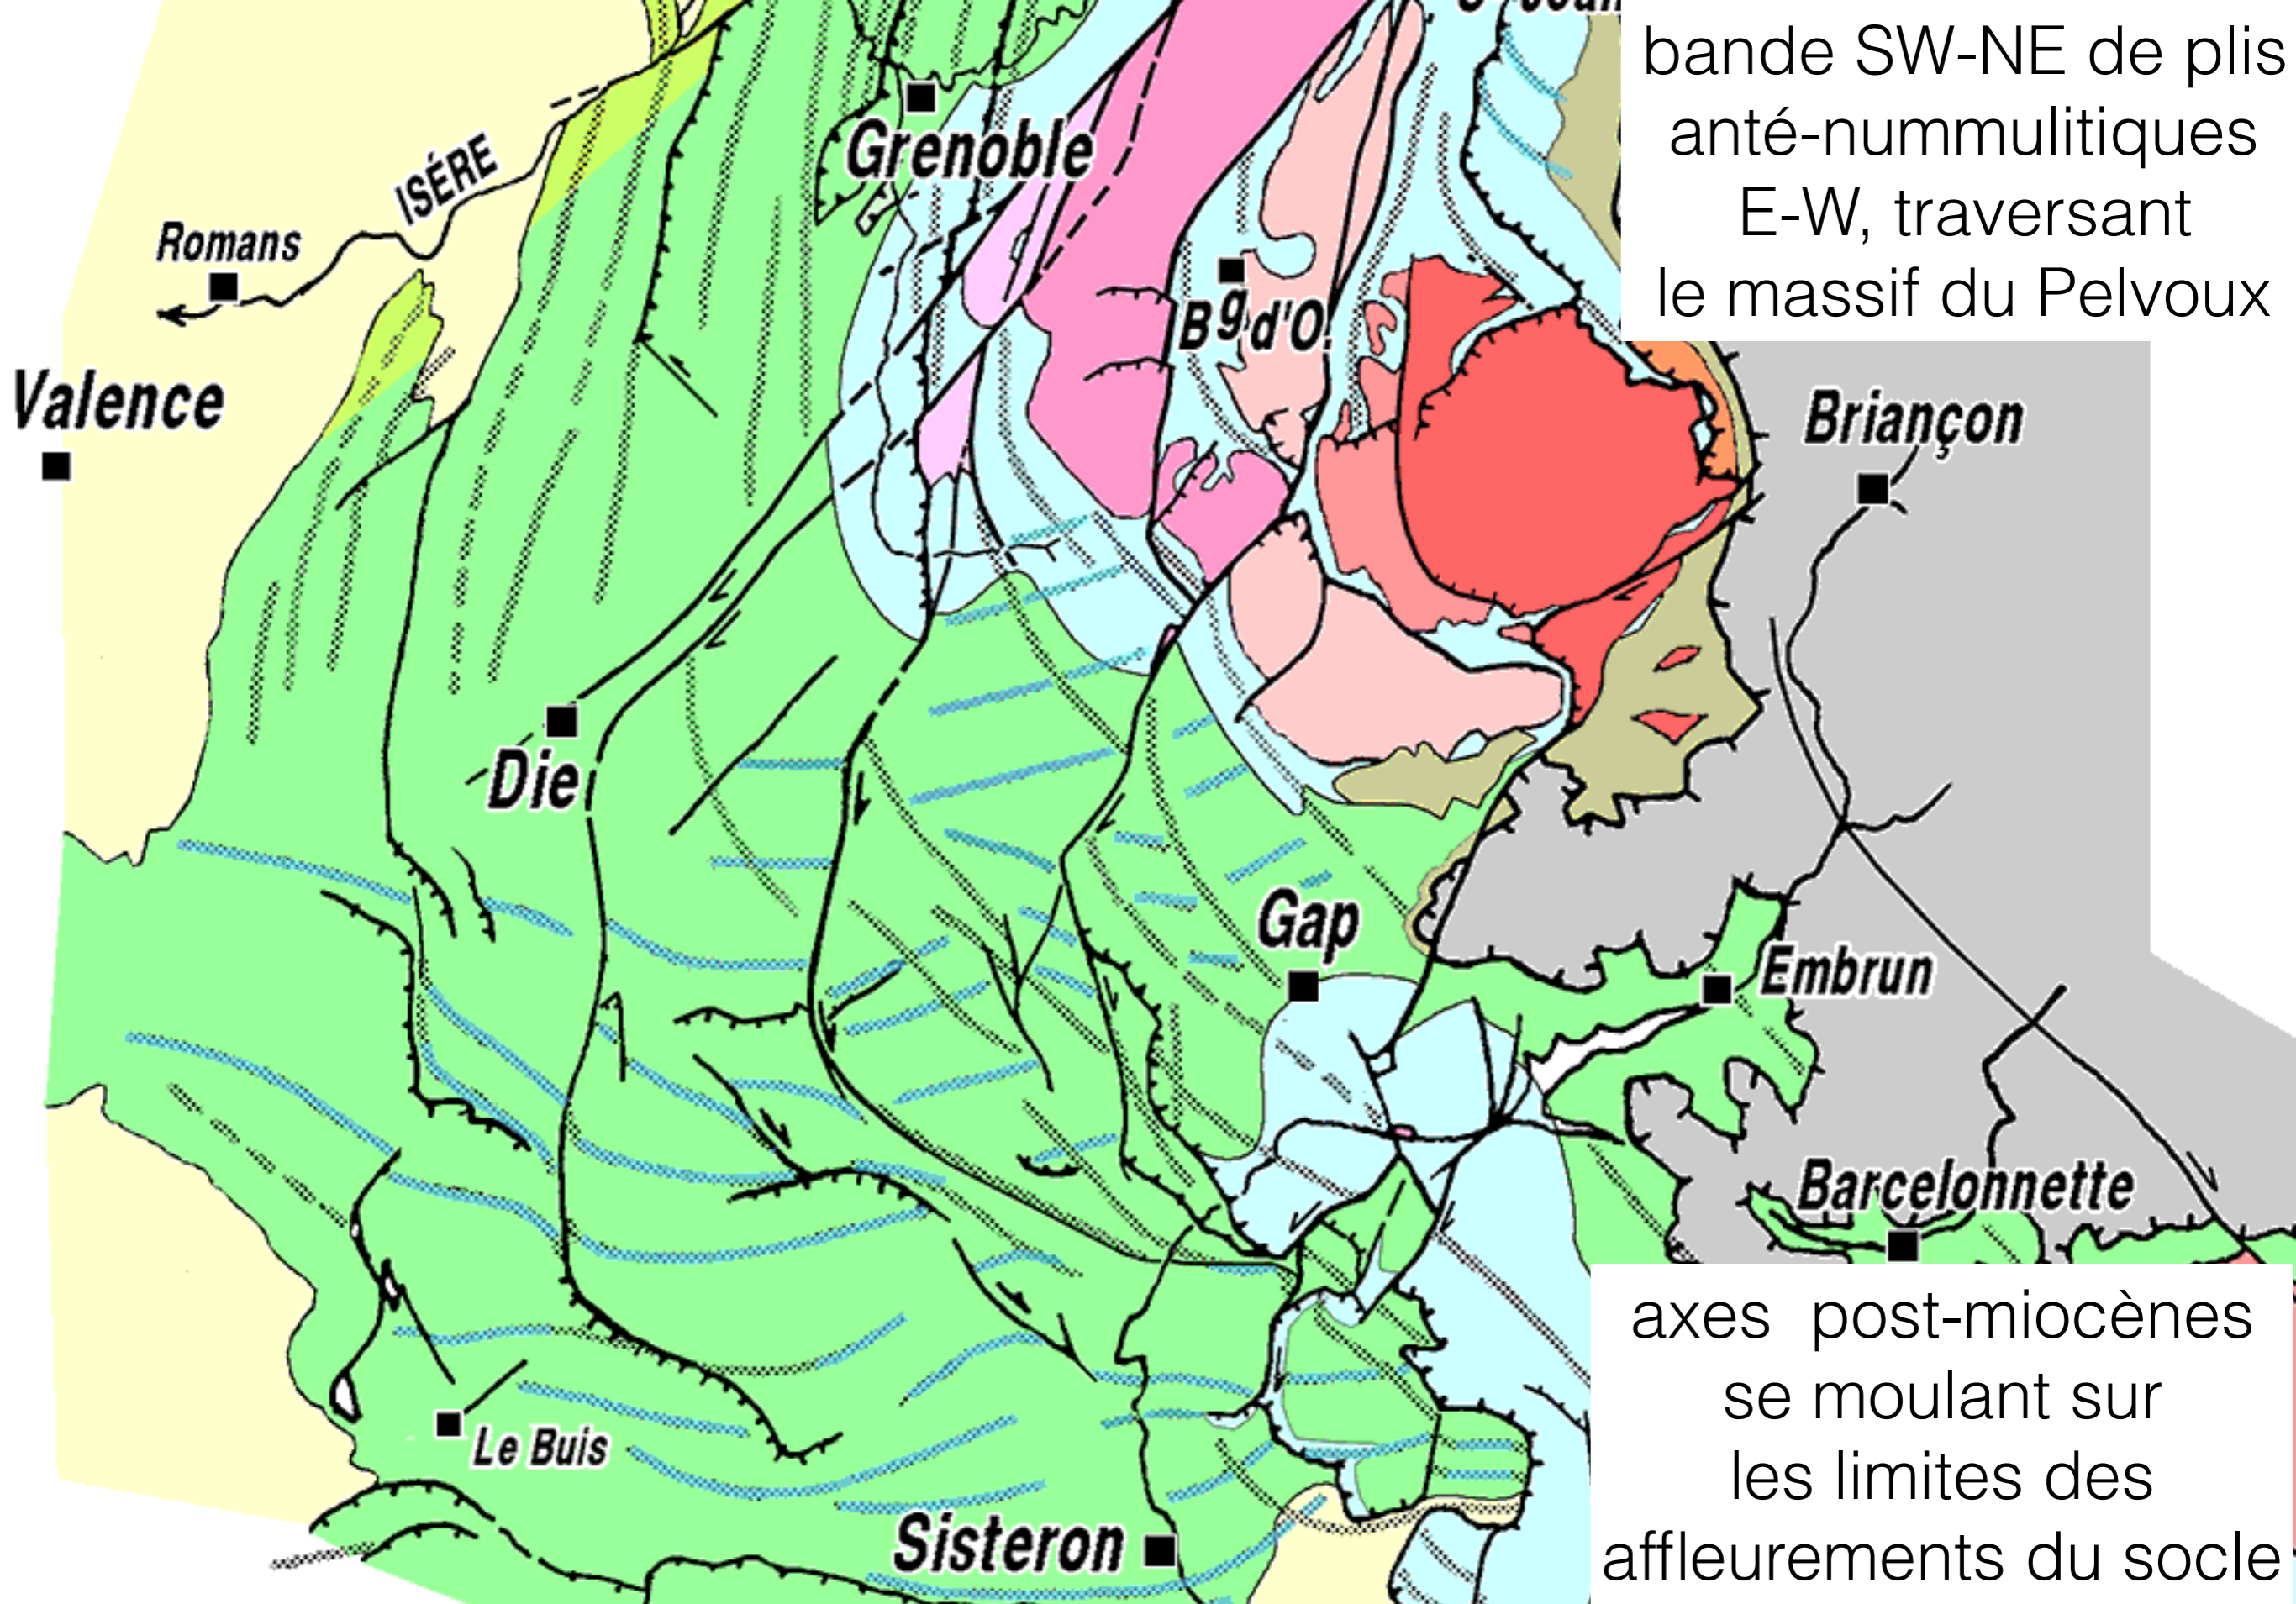 bande SW-NE de plis
anté-nummulitiques
E-W, traversant
le massif du Pelvoux
Grenoble
ISÉRE
Romans
Bg d'O.
Valence
Briançon
Die
Gap
Embrun
Barcelonnette
Le Buis
Sisteron
axes post-miocènes
se moulant sur
les limites des
affleurements du socle